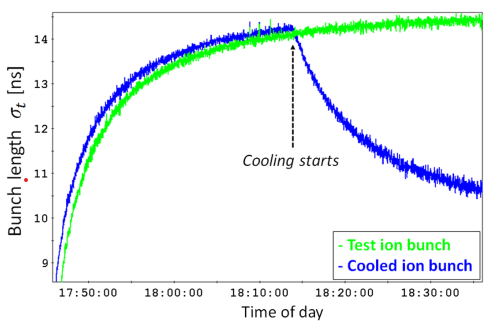 14
13
12
11
10
9
Bunch length σt [ns]
Cooling starts
- Test ion bunch
- Cooled ion bunch
17:50:00 18:00:00 18:10:00 18:20:00 18:30:00
Time of day